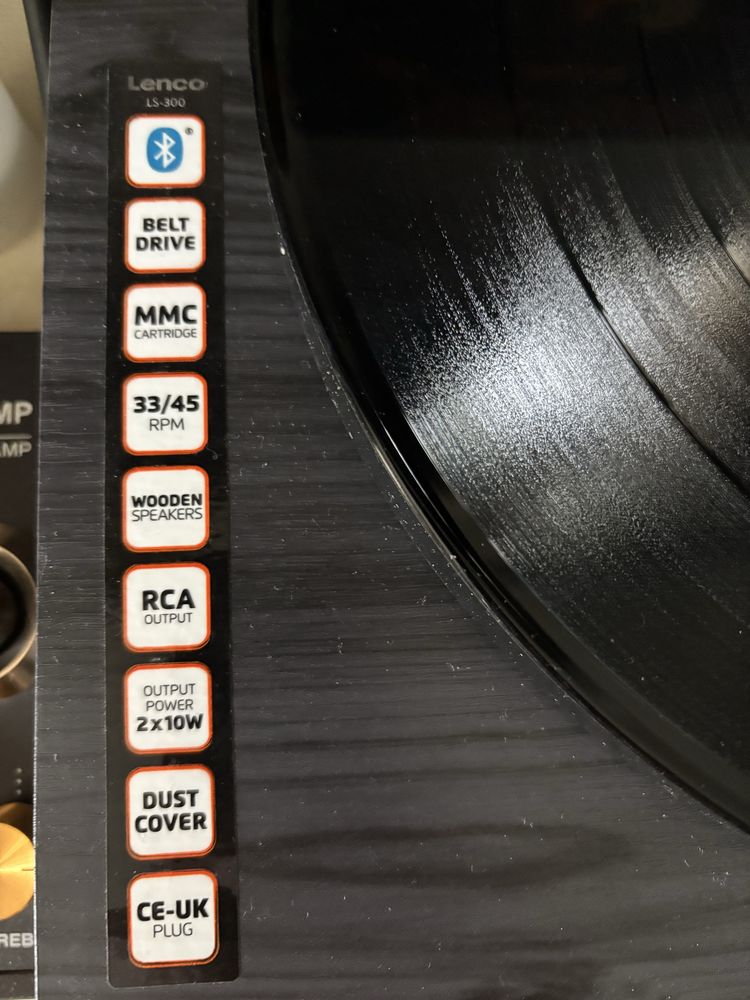 Lenco
LS-300
BELT
DRIVE
MMC
CARTRIDGE
33/45
RPM
WOODEN
SPEAKERS
RCA
OUTPUT
OUTPUT
POWER
2x10W
DUST
COVER
CE-UK
PLUG